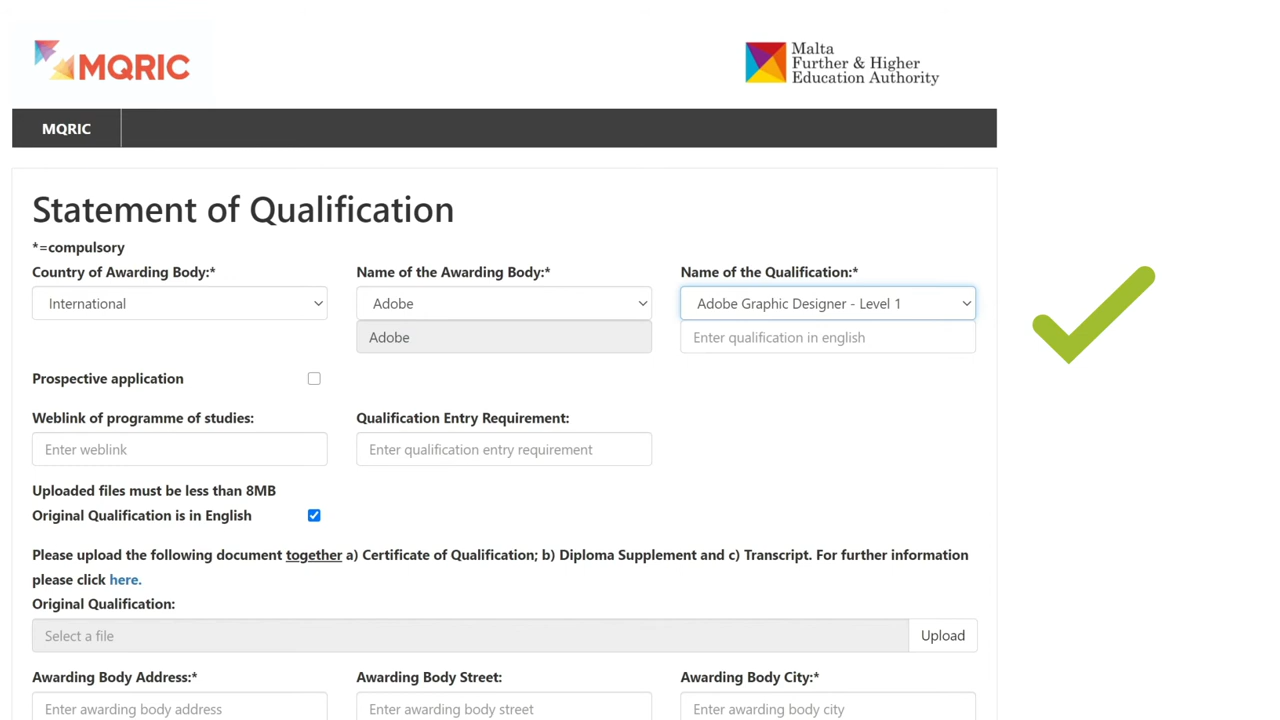 MQRIC
Malta
Further & Higher
Education Authority
MQRIC
Statement of Qualification
*=compulsory
Country of Awarding Body:* Name of the Awarding Body:* Name of the Qualification:*
International Adobe Adobe Graphic Designer - Level 1
Adobe Enter qualification in english
Prospective application
Weblink of programme of studies: Qualification Entry Requirement:
Enter weblink Enter qualification entry requirement
Uploaded files must be less than 8MB
Original Qualification is in English
Please upload the following document together a) Certificate of Qualification; b) Diploma Supplement and c) Transcript. For further information
please click here.
Original Qualification:
Select a file Upload
Awarding Body Address:* Awarding Body Street: Awarding Body City:*
Enter awarding body address Enter awarding body street Enter awarding body city